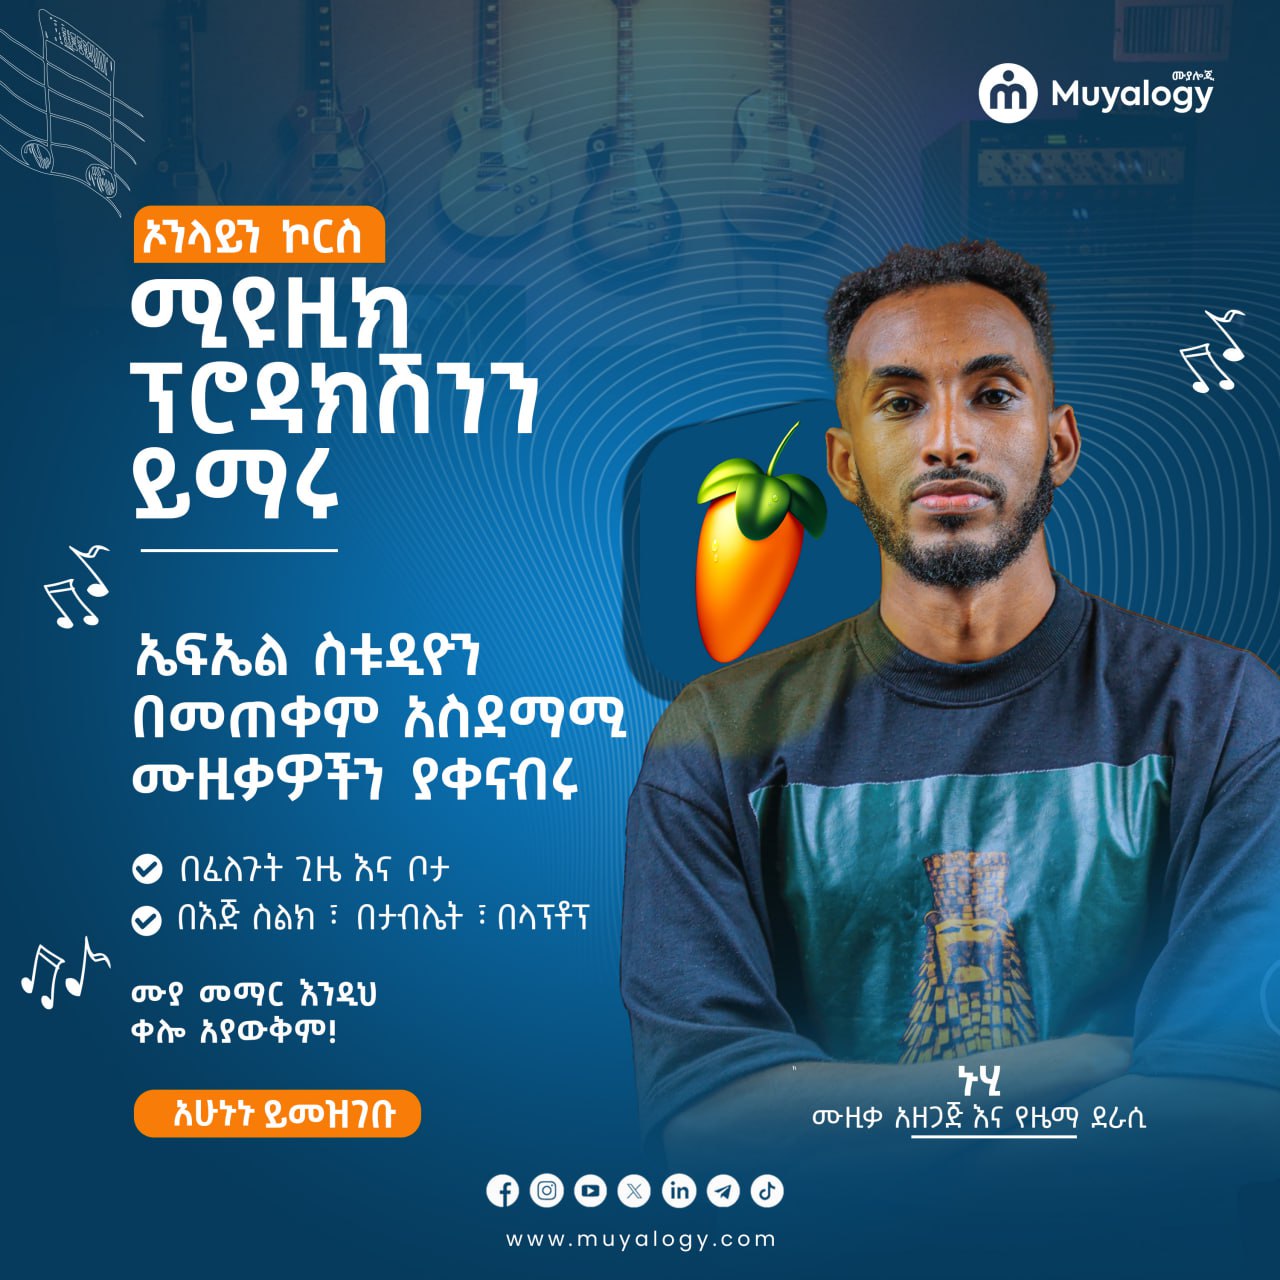 ሙያሎጂ
Muyalogy
ኦንላይን ኮርስ
ሚዩዚክ
ፕሮዳክሽንን
ይማሩ
ኤፍኤል ስቱዲዮን
በመጠቀም አስደማሚ
ሙዚቃዎችን ያቀናብሩ
በፈለጉት ጊዜ እና ቦታ
በእጅ ስልክ ፣ በታብሌት ፣ በላፕቶፕ
ሙያ መማር እንዲህ
ቀሎ አያውቅም!
አሁኑኑ ይመዝገቡ
ኑሂ
ሙዚቃ አዘጋጅ እና የዜማ ደራሲ
www.muyalogy.com